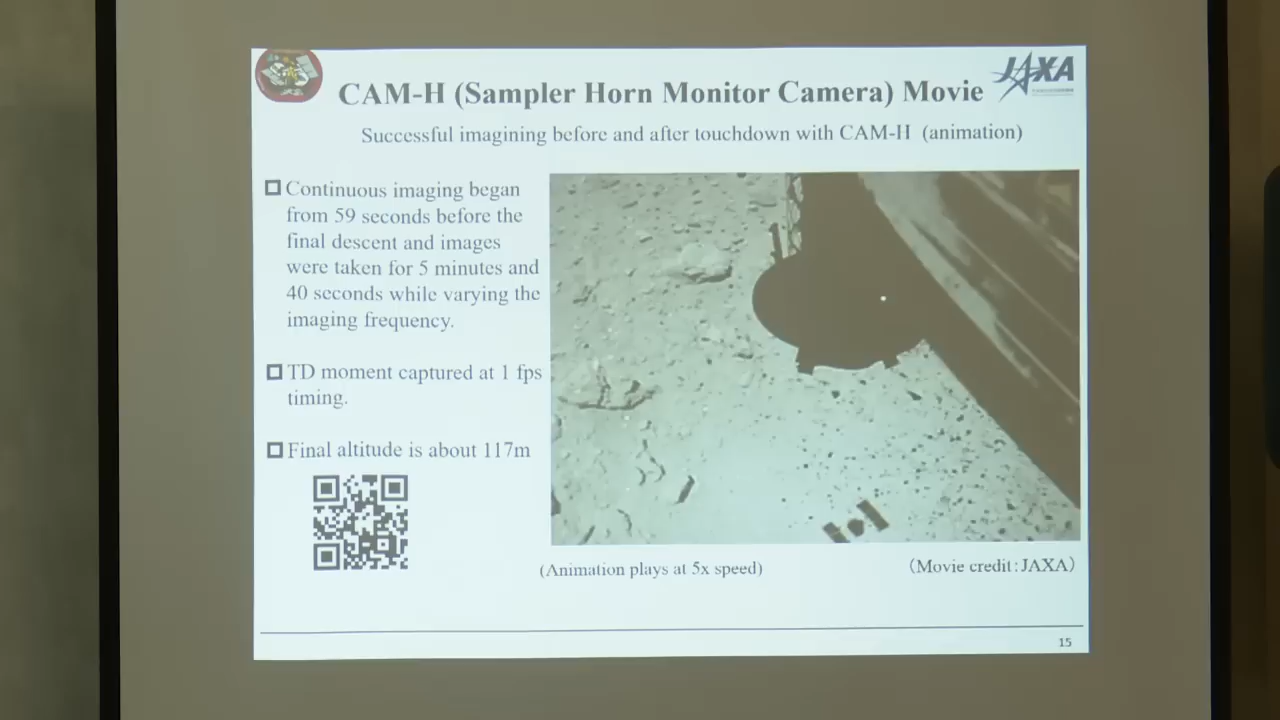 JAXA
CAM-H (Sampler Horn Monitor Camera) Movie
Successful imagining before and after touchdown with CAM-H (animation)
Continuous imaging began
from 59 seconds before the
final descent and images
were taken for 5 minutes and
40 seconds while varying the
imaging frequency.
TD moment captured at 1 fps
timing.
Final altitude is about 117m
(Animation plays at 5x speed)
(Movie credit:JAXA)
15